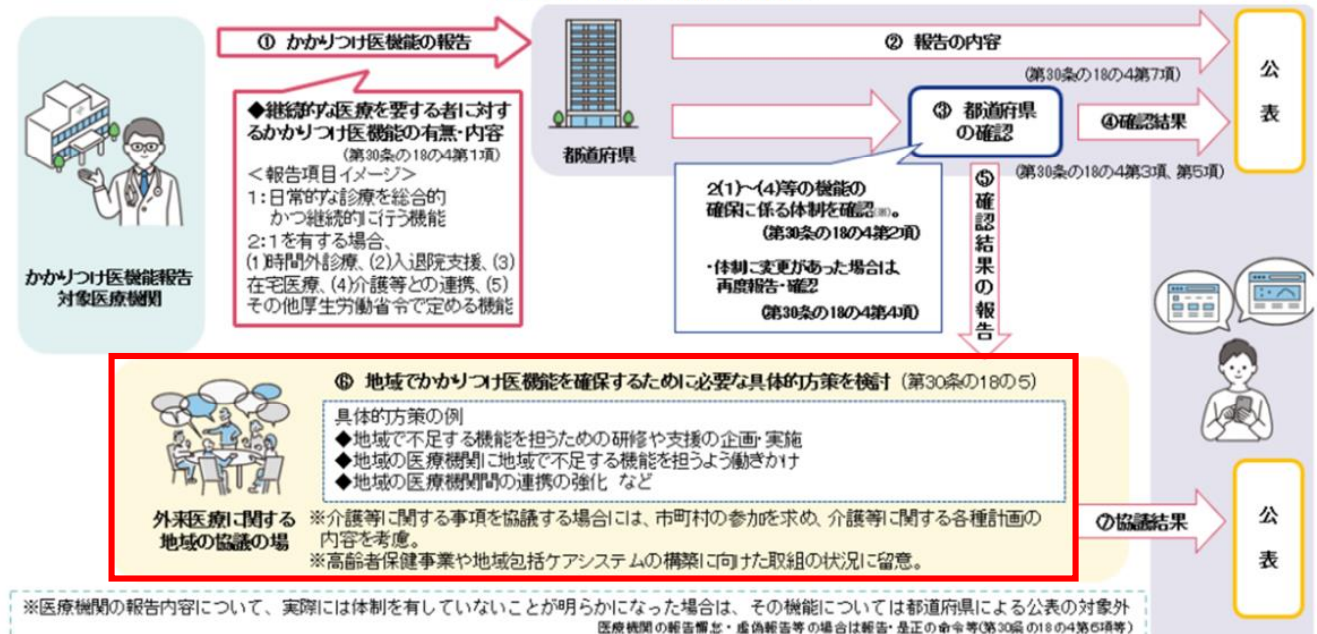 ① かかりつけ医機能の報告
② 報告の内容
(第30条の18の4第7項)
公表
◆継続的な医療を要する者に対す
るかかりつけ医機能の有無・内容
(第30条の18の4第1項)
<報告項目イメージ>
1:日常的な診療を総合的
かつ継続的に行う機能
2:1を有する場合、
(1)時間外診療、(2)入退院支援、(3)
在宅医療、(4)介護等との連携、(5)
その他厚生労働省令で定める機能
かかりつけ医機能報告
対象医療機関
都道府県
③ 都道府県
の確認
④確認結果
(第30条の18の4第3項、第5項)
2(1)~(4)等の機能の
確保に係る体制を確認。
(第30条の18の4第2項)
・体制に変更があった場合は
再度報告・確認
(第30条の18の4第4項)
⑤確認結果の報告
⑥ 地域でかかりつけ医機能を確保するために必要な具体的方策を検討 (第30条の18の5)
具体的方策の例
◆地域で不足する機能を担うための研修や支援の企画・実施
◆地域の医療機関に地域で不足する機能を担うよう働きかけ
◆地域の医療機関間の連携の強化 など
外来医療に関する
地域の協議の場
※介護等に関する事項を協議する場合には、市町村の参加を求め、介護等に関する各種計画の
内容を考慮。
※高齢者保健事業や地域包括ケアシステムの構築に向けた取組の状況に留意。
⑦協議結果
公表
※医療機関の報告内容について、実際には体制を有していないことが明らかになった場合は、その機能については都道府県による公表の対象外
医療機関の報告懈怠・虚偽報告等の場合は報告・是正の命令等(第30条の18の4第6項等)